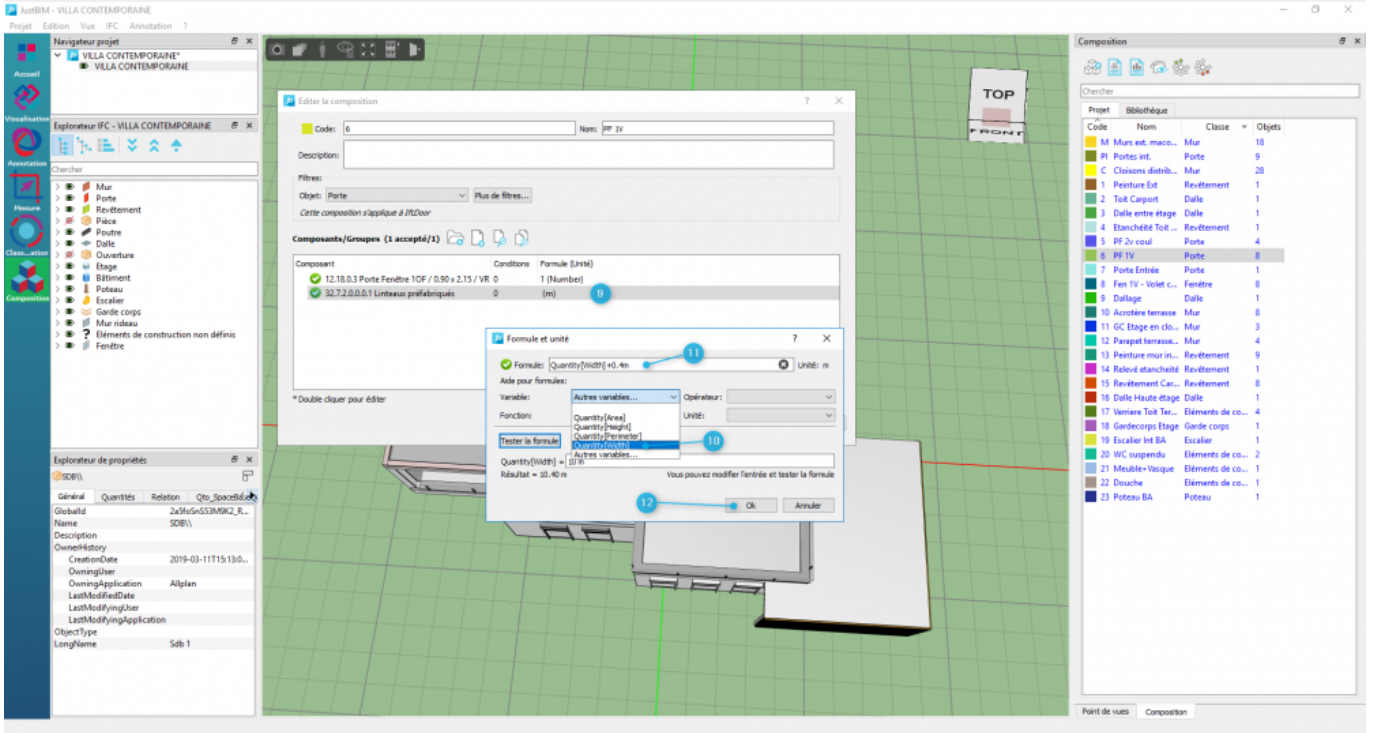 JustBIM - VILLA CONTEMPORAINE
Projet Edition Vue IFC Annotation ?
Accueil
Visualisation
Annotation
Mesure
Class...ation
Composition
Navigateur projet
VILLA CONTEMPORAINE*
VILLA CONTEMPORAINE
Explorateur IFC - VILLA CONTEMPORAINE
Chercher
Mur
Porte
Revêtement
Pièce
Poutre
Dalle
Ouverture
Etage
Bâtiment
Poteau
Escalier
Garde corps
Mur rideau
? Eléments de construction non définis
Fenêtre
Explorateur de propriétés
SDB\\
Général Quantités Relation
GlobalId 2a5foSnS53M9K2_R...
Name SDB\\
Description
OwnerHistory
CreationDate 2019-03-11T15:13:0...
OwningUser
OwningApplication Allplan
LastModifiedDate
LastModifyingUser
LastModifyingApplication
ObjectType
LongName Sdb 1
TOP
FRONT
Editer la composition ?
Code: 6 Nom: PF 1V
Description:
Filtres:
Objet: Porte Plus de filtres...
Cette composition s'applique à IfcDoor
Composants/Groupes (1 accepté/1)
Composant Conditions Formule (Unité)
12.18.0.3 Porte Fenêtre 1OF / 0.90 x 2.15 / VR 0 1 (Number)
32.7.2.0.0.0.1 Linteaux préfabriqués 0 (m) 9
*Double cliquer pour éditer
Formule et unité ?
Formule: Quantity[Width]+0.4m 11 Unité: m
Aide pour formules:
Variable: Autres variables... Opérateur:
Fonction: Unité:
Quantity[Area]
Quantity[Height]
Quantity[Perimeter]
Quantity[Width] 10
Autres variables...
Tester la formule
Quantity[Width] = 10 m
Résultat = 10.40 m Vous pouvez modifier l'entrée et tester la formule
12 Ok Annuler
Composition
Chercher
Projet Bibliothèque
Code Nom Classe Objets
M Murs ext. maco... Mur 18
PI Portes int. Porte 9
C Cloisons distrib... Mur 28
1 Peinture Ext Revêtement 1
2 Toit Carport Dalle 1
3 Dalle entre étage Dalle 1
4 Etanchéité Toit ... Revêtement 1
5 PF 2v coul Porte 4
6 PF 1V Porte 8
7 Porte Entrée Porte 1
8 Fen 1V - Volet c... Fenêtre 8
9 Dallage Dalle 1
10 Acrotère terrasse Mur 1
11 GC Etage en clo... Mur 3
12 Parapet terrasse... Mur 4
13 Peinture mur in... Revêtement 9
14 Relevé etancheité Revêtement 1
15 Revêtement Car... Revêtement 8
16 Dalle Haute étage Dalle 1
17 Verriere Toit Ter... Eléments de co... 4
18 Gardecorps Etage Garde corps 1
19 Escalier Int BA Escalier 1
20 WC suspendu Eléments de co... 2
21 Meuble+Vasque Eléments de co... 1
22 Douche Eléments de co... 1
23 Poteau BA Poteau 1
Point de vues Composition